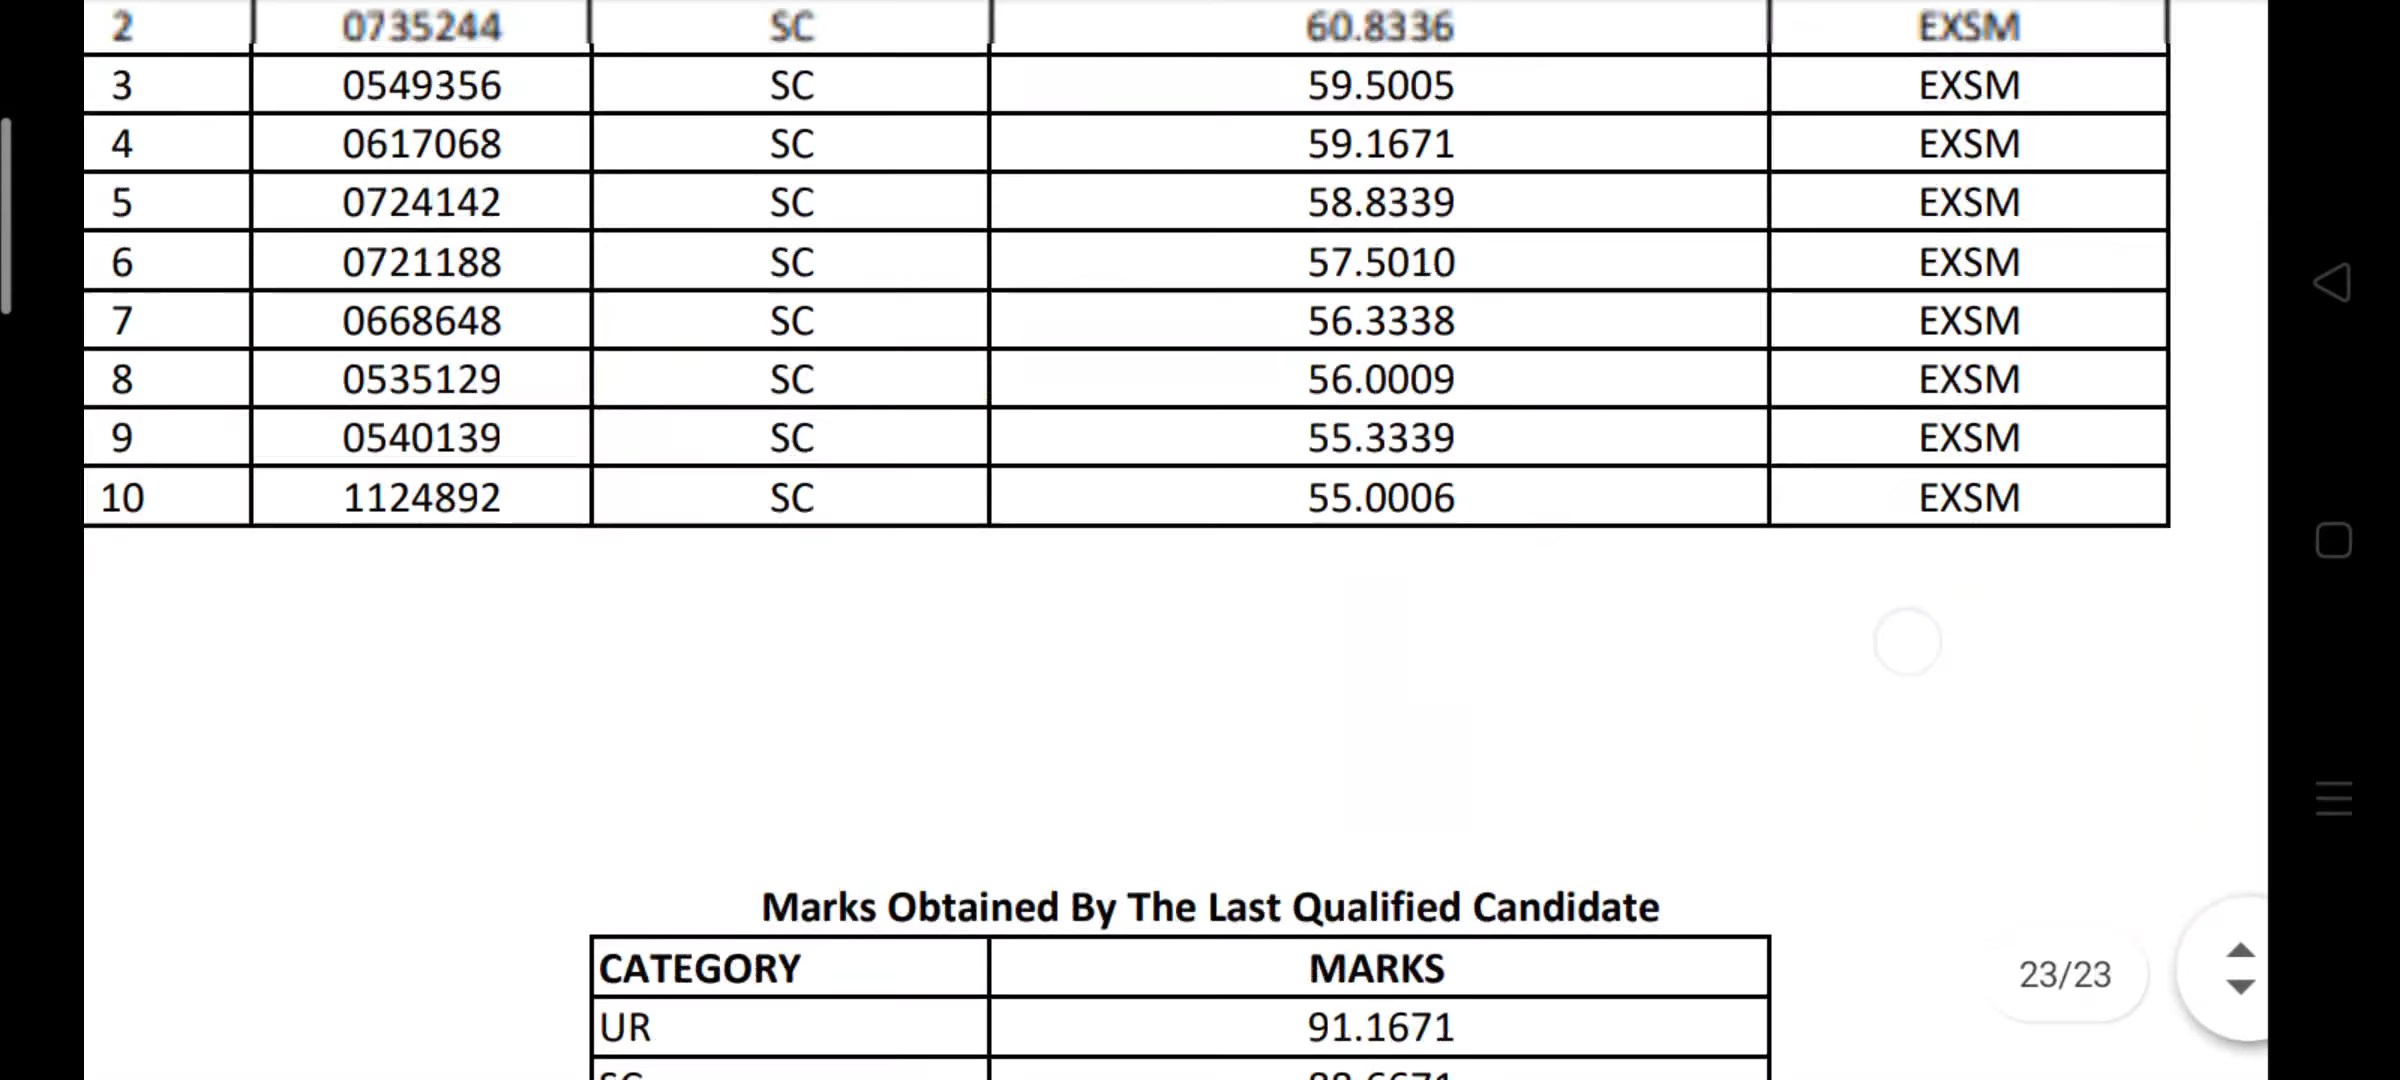 2 0735244 SC 60.8336 EXSM
3 0549356 SC 59.5005 EXSM
4 0617068 SC 59.1671 EXSM
5 0724142 SC 58.8339 EXSM
6 0721188 SC 57.5010 EXSM
7 0668648 SC 56.3338 EXSM
8 0535129 SC 56.0009 EXSM
9 0540139 SC 55.3339 EXSM
10 1124892 SC 55.0006 EXSM
Marks Obtained By The Last Qualified Candidate
CATEGORY MARKS
23/23
UR 91.1671